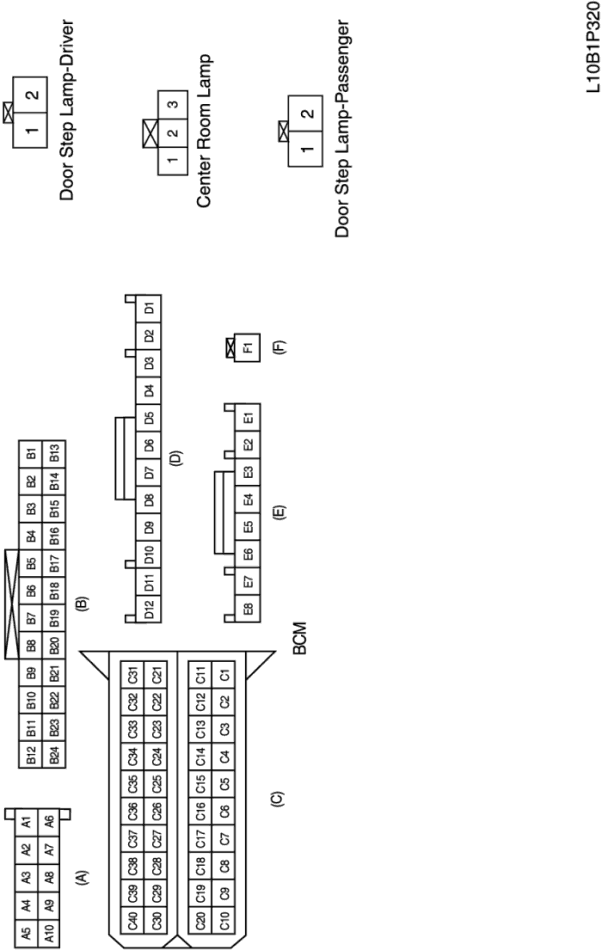 A5 A4 A3 A2 A1
A10 A9 A8 A7 A6
(A)
B12 B11 B10 B9 B8 B7 B6 B5 B4 B3 B2 B1
B24 B23 B22 B21 B20 B19 B18 B17 B16 B15 B14 B13
(B)
1 2
Door Step Lamp-Driver
C40 C39 C38 C37 C36 C35 C34 C33 C32 C31
C30 C29 C28 C27 C26 C25 C24 C23 C22 C21
C20 C19 C18 C17 C16 C15 C14 C13 C12 C11
C10 C9 C8 C7 C6 C5 C4 C3 C2 C1
(C)
D12 D11 D10 D9 D8 D7 D6 D5 D4 D3 D2 D1
(D)
1 2 3
Center Room Lamp
E8 E7 E6 E5 E4 E3 E2 E1
(E)
F1
(F)
BCM
1 2
Door Step Lamp-Passenger
L10B1P320